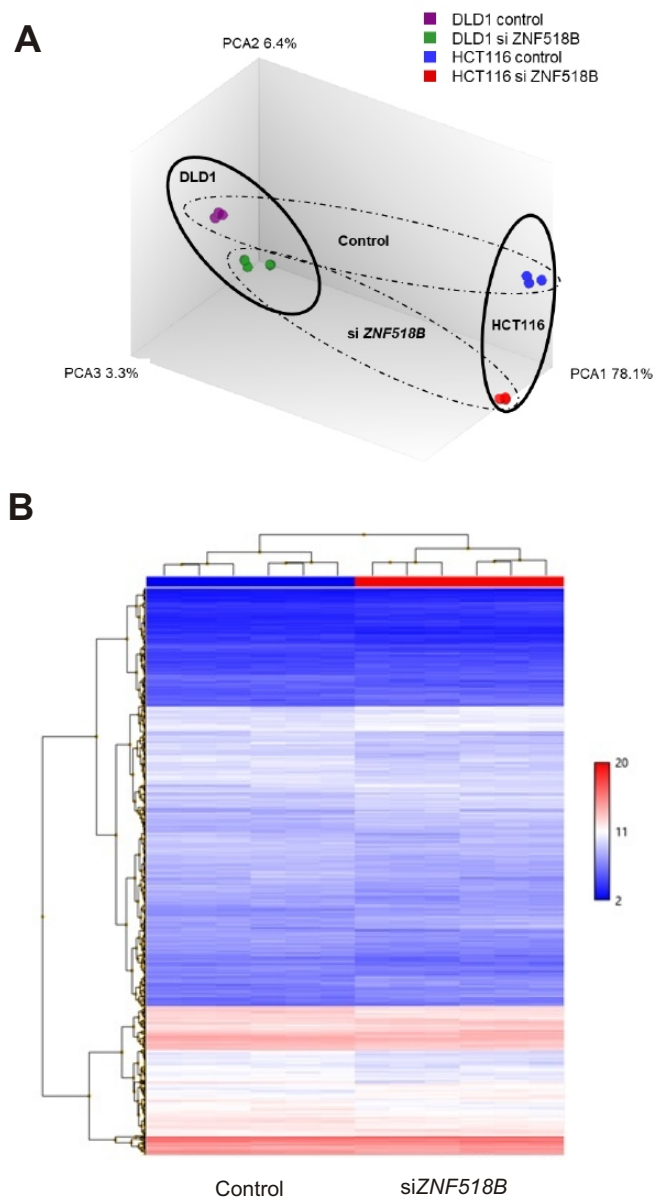 A
PCA2 6.4%
DLD1 control
DLD1 si ZNF518B
HCT116 control
HCT116 si ZNF518B
DLD1
Control
HCT116
si ZNF518B
PCA3 3.3%
PCA1 78.1%
B
20
11
2
Control
siZNF518B